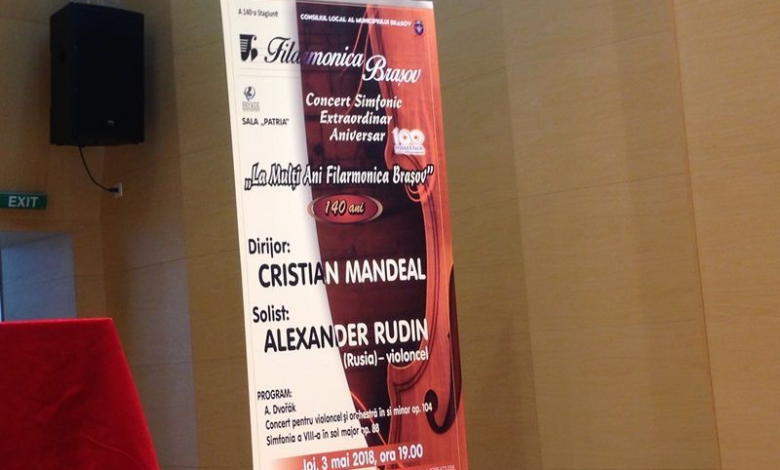 A 140-a Stagiune
CONSILIUL LOCAL AL MUNICIPIULUI BRAȘOV
Filarmonica
Brașov
Concert Simfonic
Extraordinar
Aniversar
100
SALA „PATRIA”
„La Mulți Ani Filarmonica Brașov”
140 ani
Dirijor:
CRISTIAN MANDEAL
Solist:
ALEXANDER RUDIN
(Rusia) – violoncel
PROGRAM:
A. Dvořák
Concert pentru violoncel și orchestră în si minor op. 104
Simfonia a VIII-a în sol major op. 88
Joi, 3 mai 2018, ora 19.00
EXIT